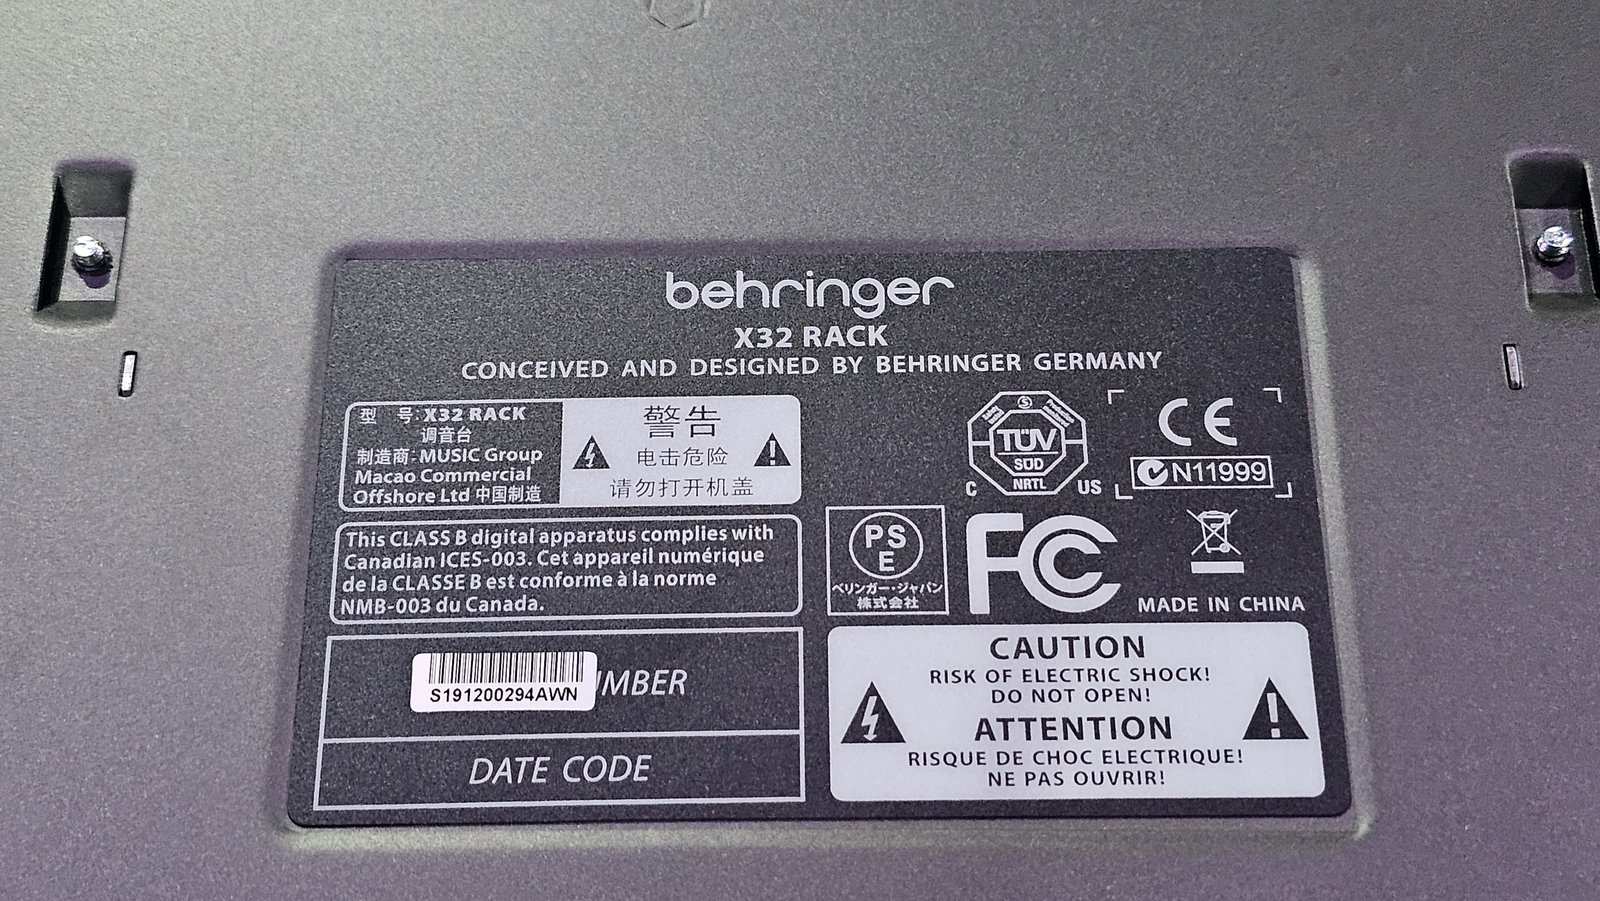 behringer
X32 RACK
CONCEIVED AND DESIGNED BY BEHRINGER GERMANY
型 号: X32 RACK
调音台
制造商: MUSIC Group
Macao Commercial
Offshore Ltd 中国制造
警告
电击危险
请勿打开机盖
TÜV
SÜD
NRTL
C US
CE
N11999
This CLASS B digital apparatus complies with
Canadian ICES-003. Cet appareil numérique
de la CLASSE B est conforme à la norme
NMB-003 du Canada.
PS
E
ベリンガー・ジャパン
株式会社
FC
MADE IN CHINA
S191200294AWN
DATE CODE
CAUTION
RISK OF ELECTRIC SHOCK!
DO NOT OPEN!
ATTENTION
RISQUE DE CHOC ELECTRIQUE!
NE PAS OUVRIR!